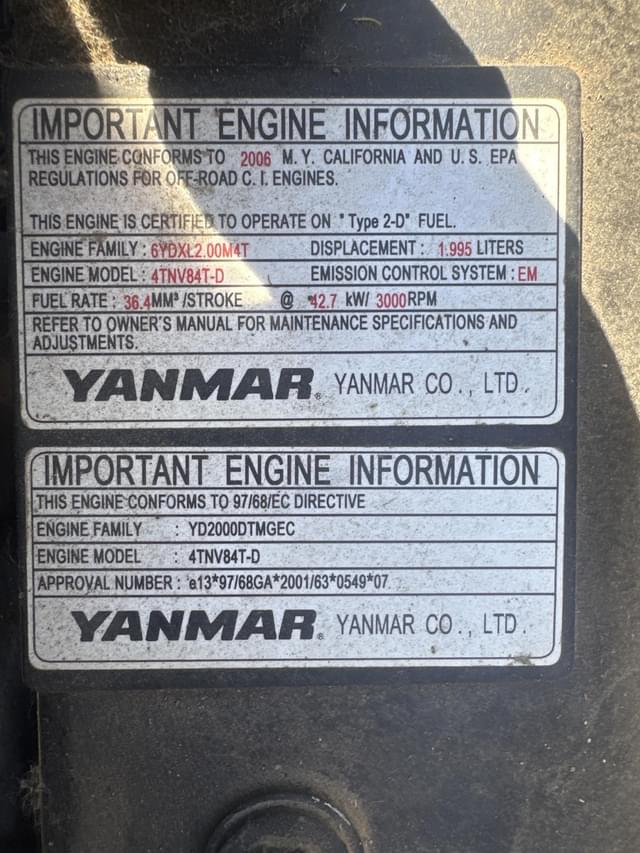 IMPORTANT ENGINE INFORMATION
THIS ENGINE CONFORMS TO 2006 M. Y. CALIFORNIA AND U. S. EPA
REGULATIONS FOR OFF-ROAD C. I. ENGINES.
THIS ENGINE IS CERTIFIED TO OPERATE ON "Type 2-D" FUEL.
ENGINE FAMILY : 6YDXL2.00M4T DISPLACEMENT : 1.995 LITERS
ENGINE MODEL : 4TNV84T-D EMISSION CONTROL SYSTEM : EM
FUEL RATE : 36.4MM³/STROKE @ 42.7 kW/ 3000RPM
REFER TO OWNER'S MANUAL FOR MAINTENANCE SPECIFICATIONS AND
ADJUSTMENTS.
YANMAR® YANMAR CO., LTD.
IMPORTANT ENGINE INFORMATION
THIS ENGINE CONFORMS TO 97/68/EC DIRECTIVE
ENGINE FAMILY : YD2000DTMGEC
ENGINE MODEL : 4TNV84T-D
APPROVAL NUMBER : e13*97/68GA*2001/63*0549*07
YANMAR® YANMAR CO., LTD.